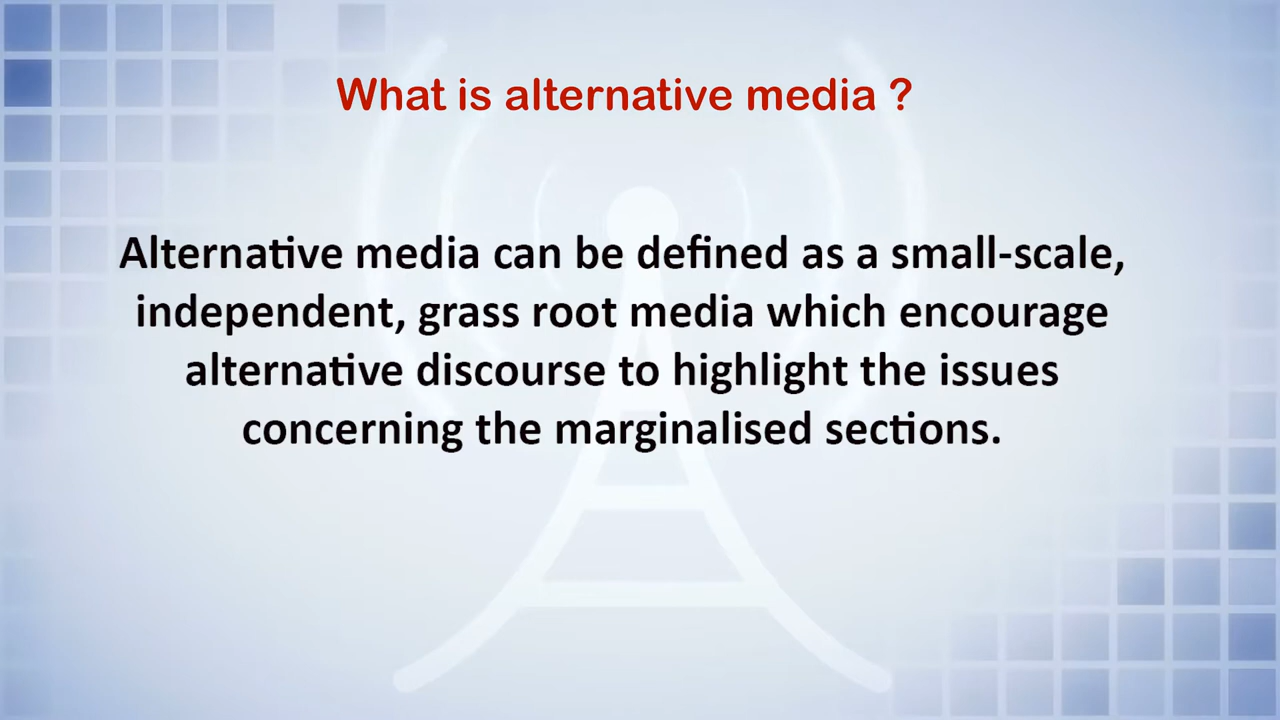 What is alternative media ?
Alternative media can be defined as a small-scale,
independent, grass root media which encourage
alternative discourse to highlight the issues
concerning the marginalised sections.